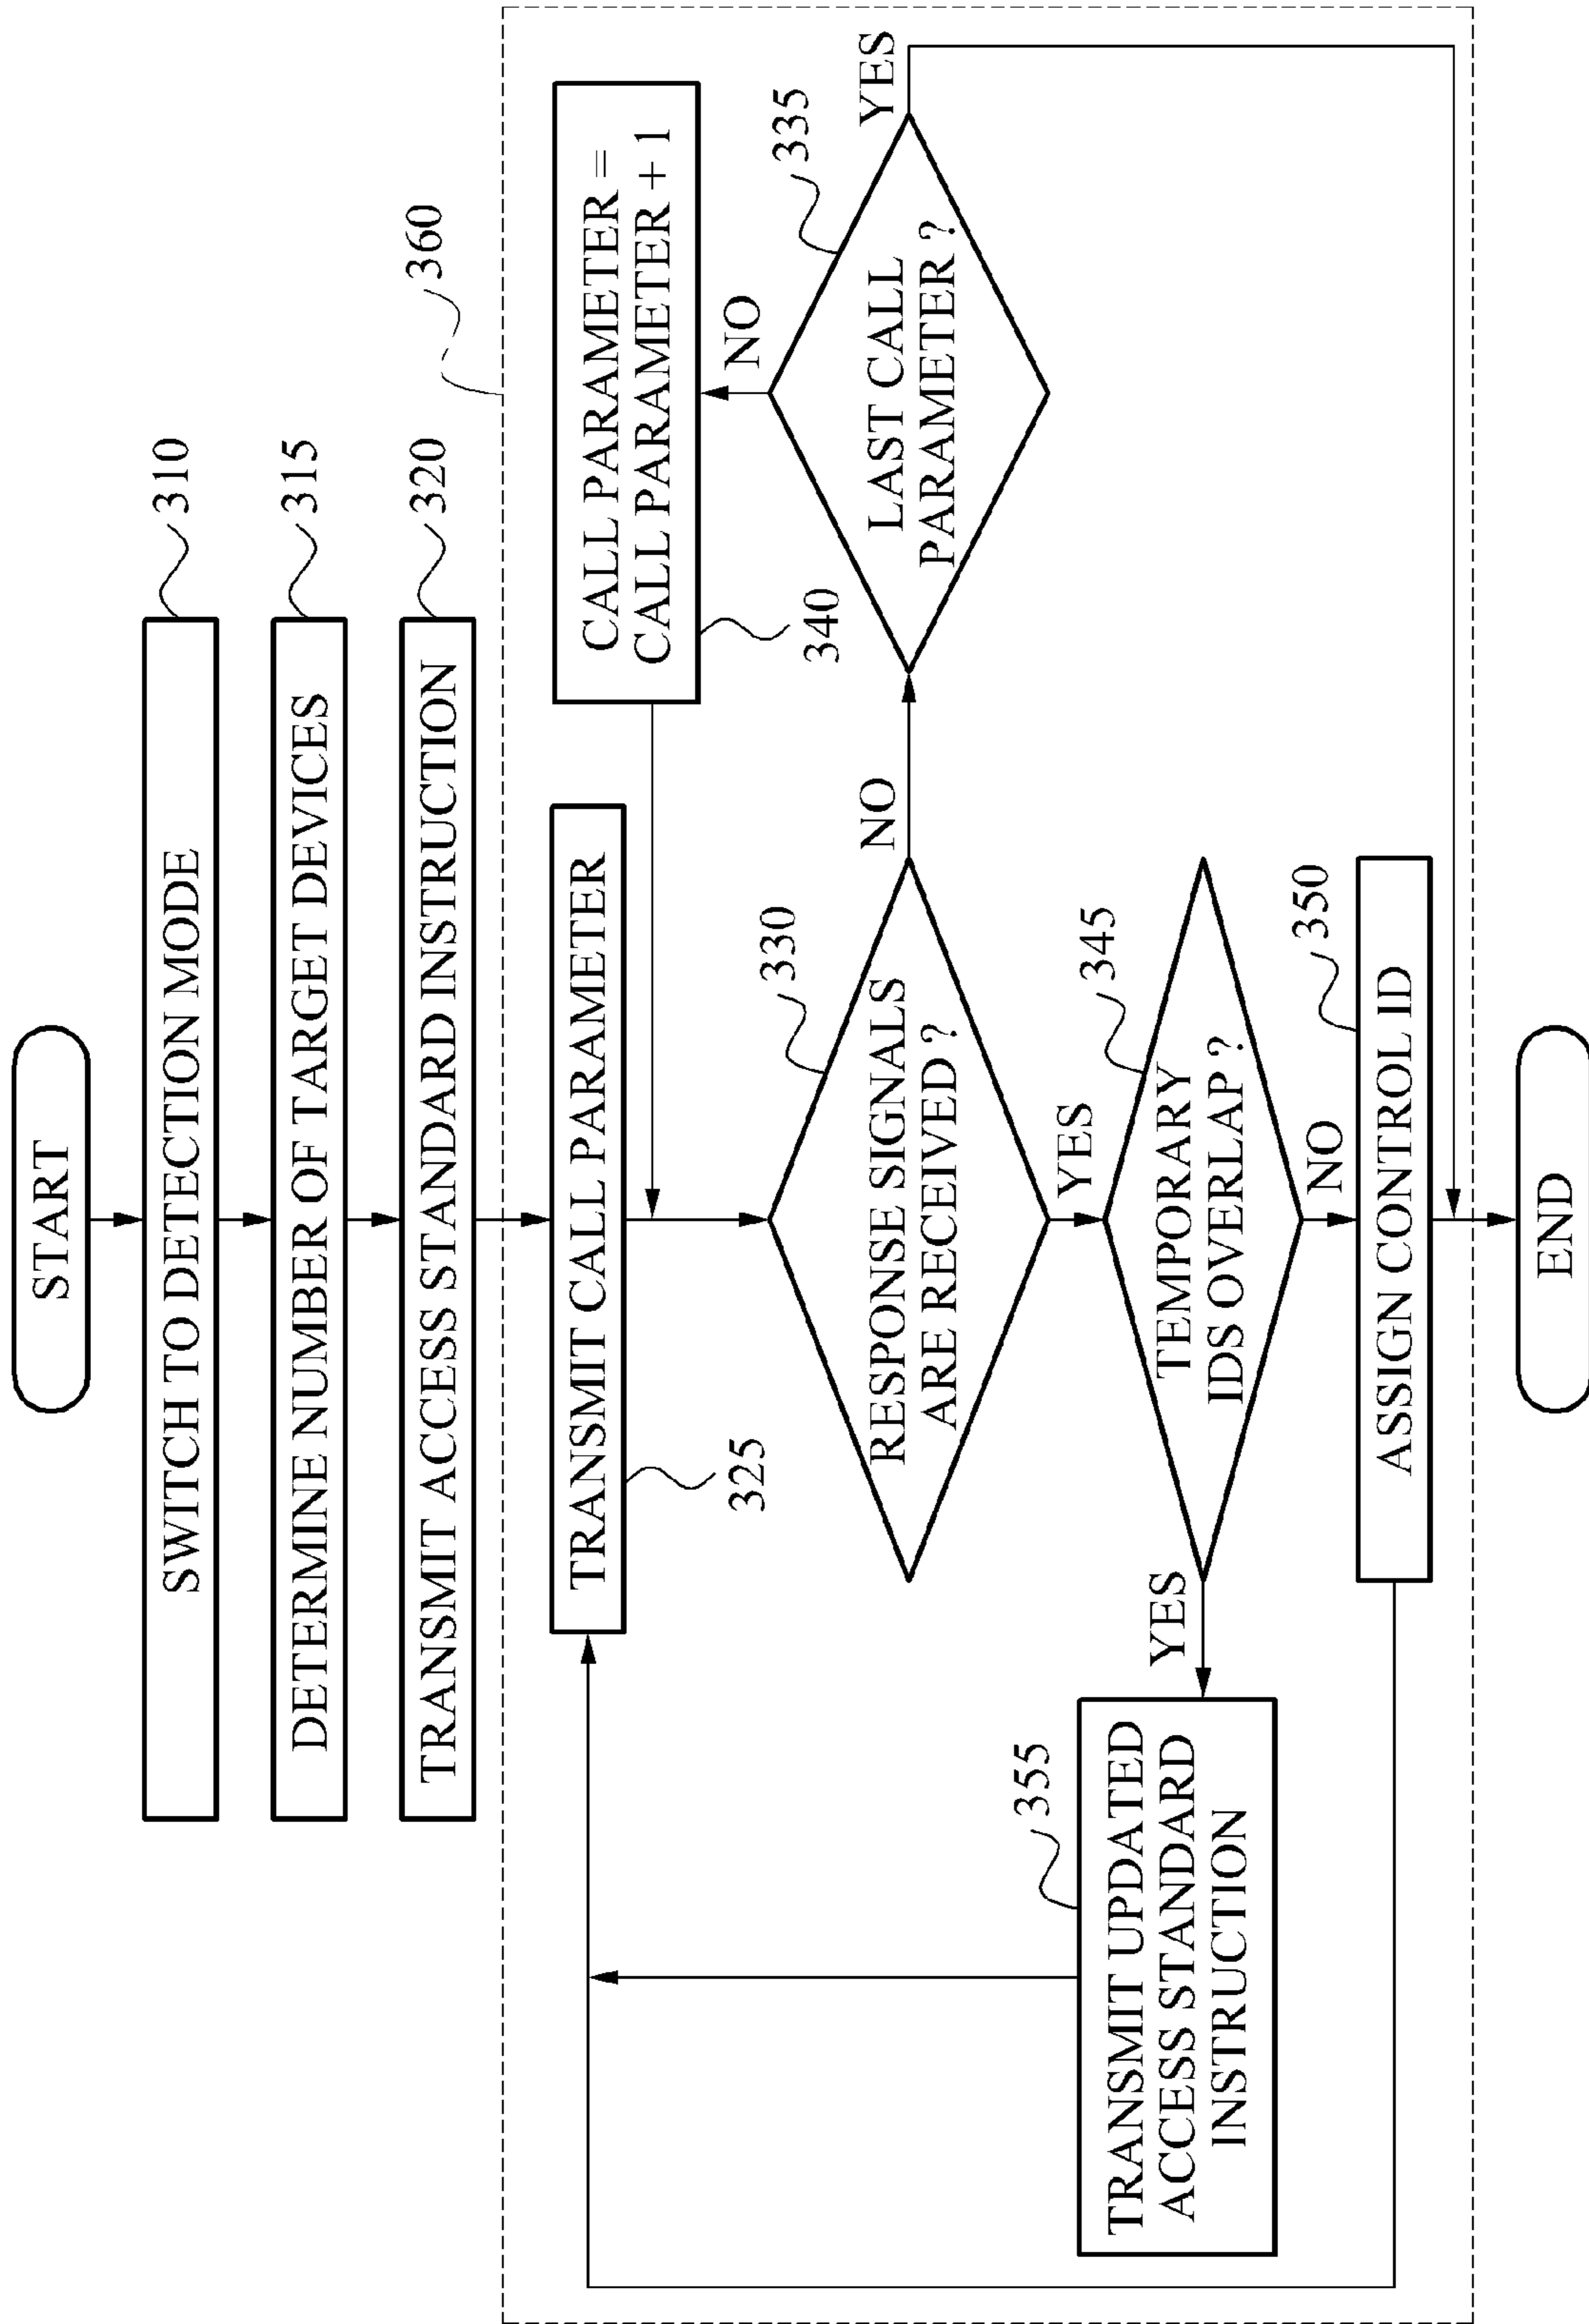 START
SWITCH TO DETECTION MODE
310
DETERMINE NUMBER OF TARGET DEVICES
315
TRANSMIT ACCESS STANDARD INSTRUCTION
320
360
TRANSMIT CALL PARAMETER
325
CALL PARAMETER =
CALL PARAMETER + 1
340
RESPONSE SIGNALS
ARE RECEIVED ?
330
NO
LAST CALL
PARAMETER ?
335
NO
YES
YES
TEMPORARY
IDS OVERLAP ?
345
YES
TRANSMIT UPDATED
ACCESS STANDARD
INSTRUCTION
355
NO
ASSIGN CONTROL ID
350
END